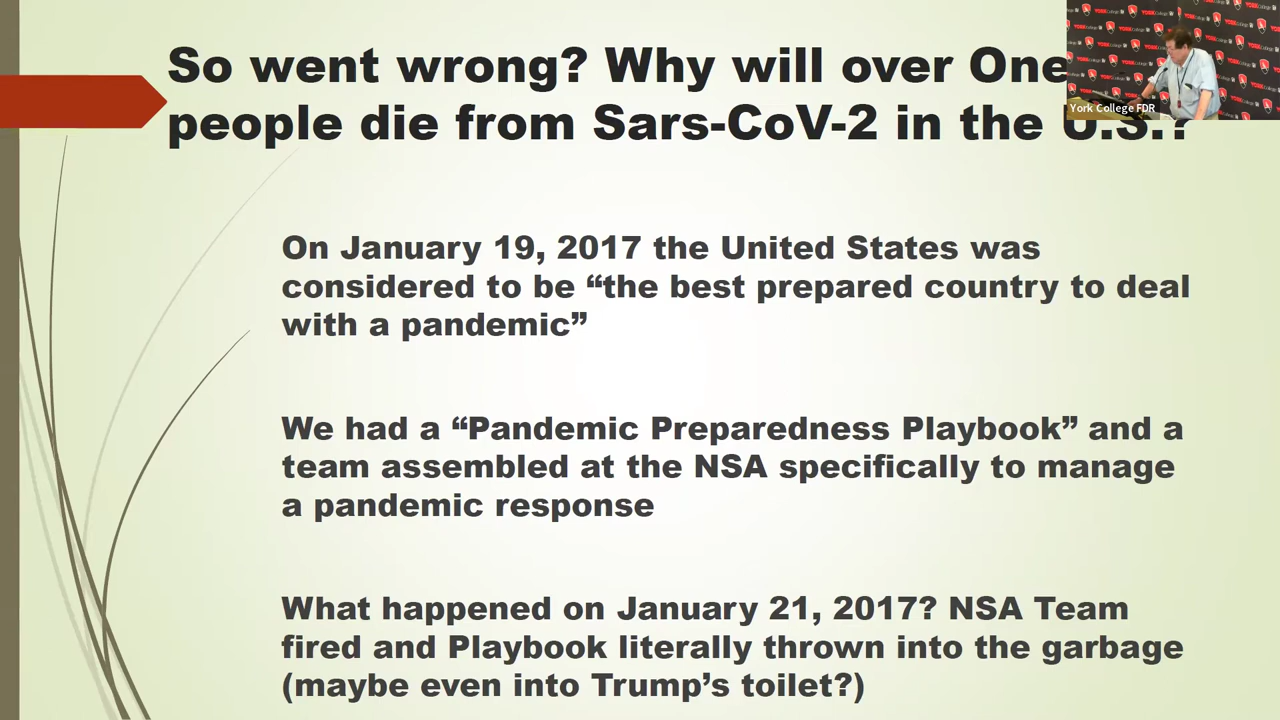 So went wrong? Why will over One
people die from Sars-CoV-2 in the U.S.?
York College FDR
On January 19, 2017 the United States was
considered to be “the best prepared country to deal
with a pandemic”
We had a “Pandemic Preparedness Playbook” and a
team assembled at the NSA specifically to manage
a pandemic response
What happened on January 21, 2017? NSA Team
fired and Playbook literally thrown into the garbage
(maybe even into Trump’s toilet?)